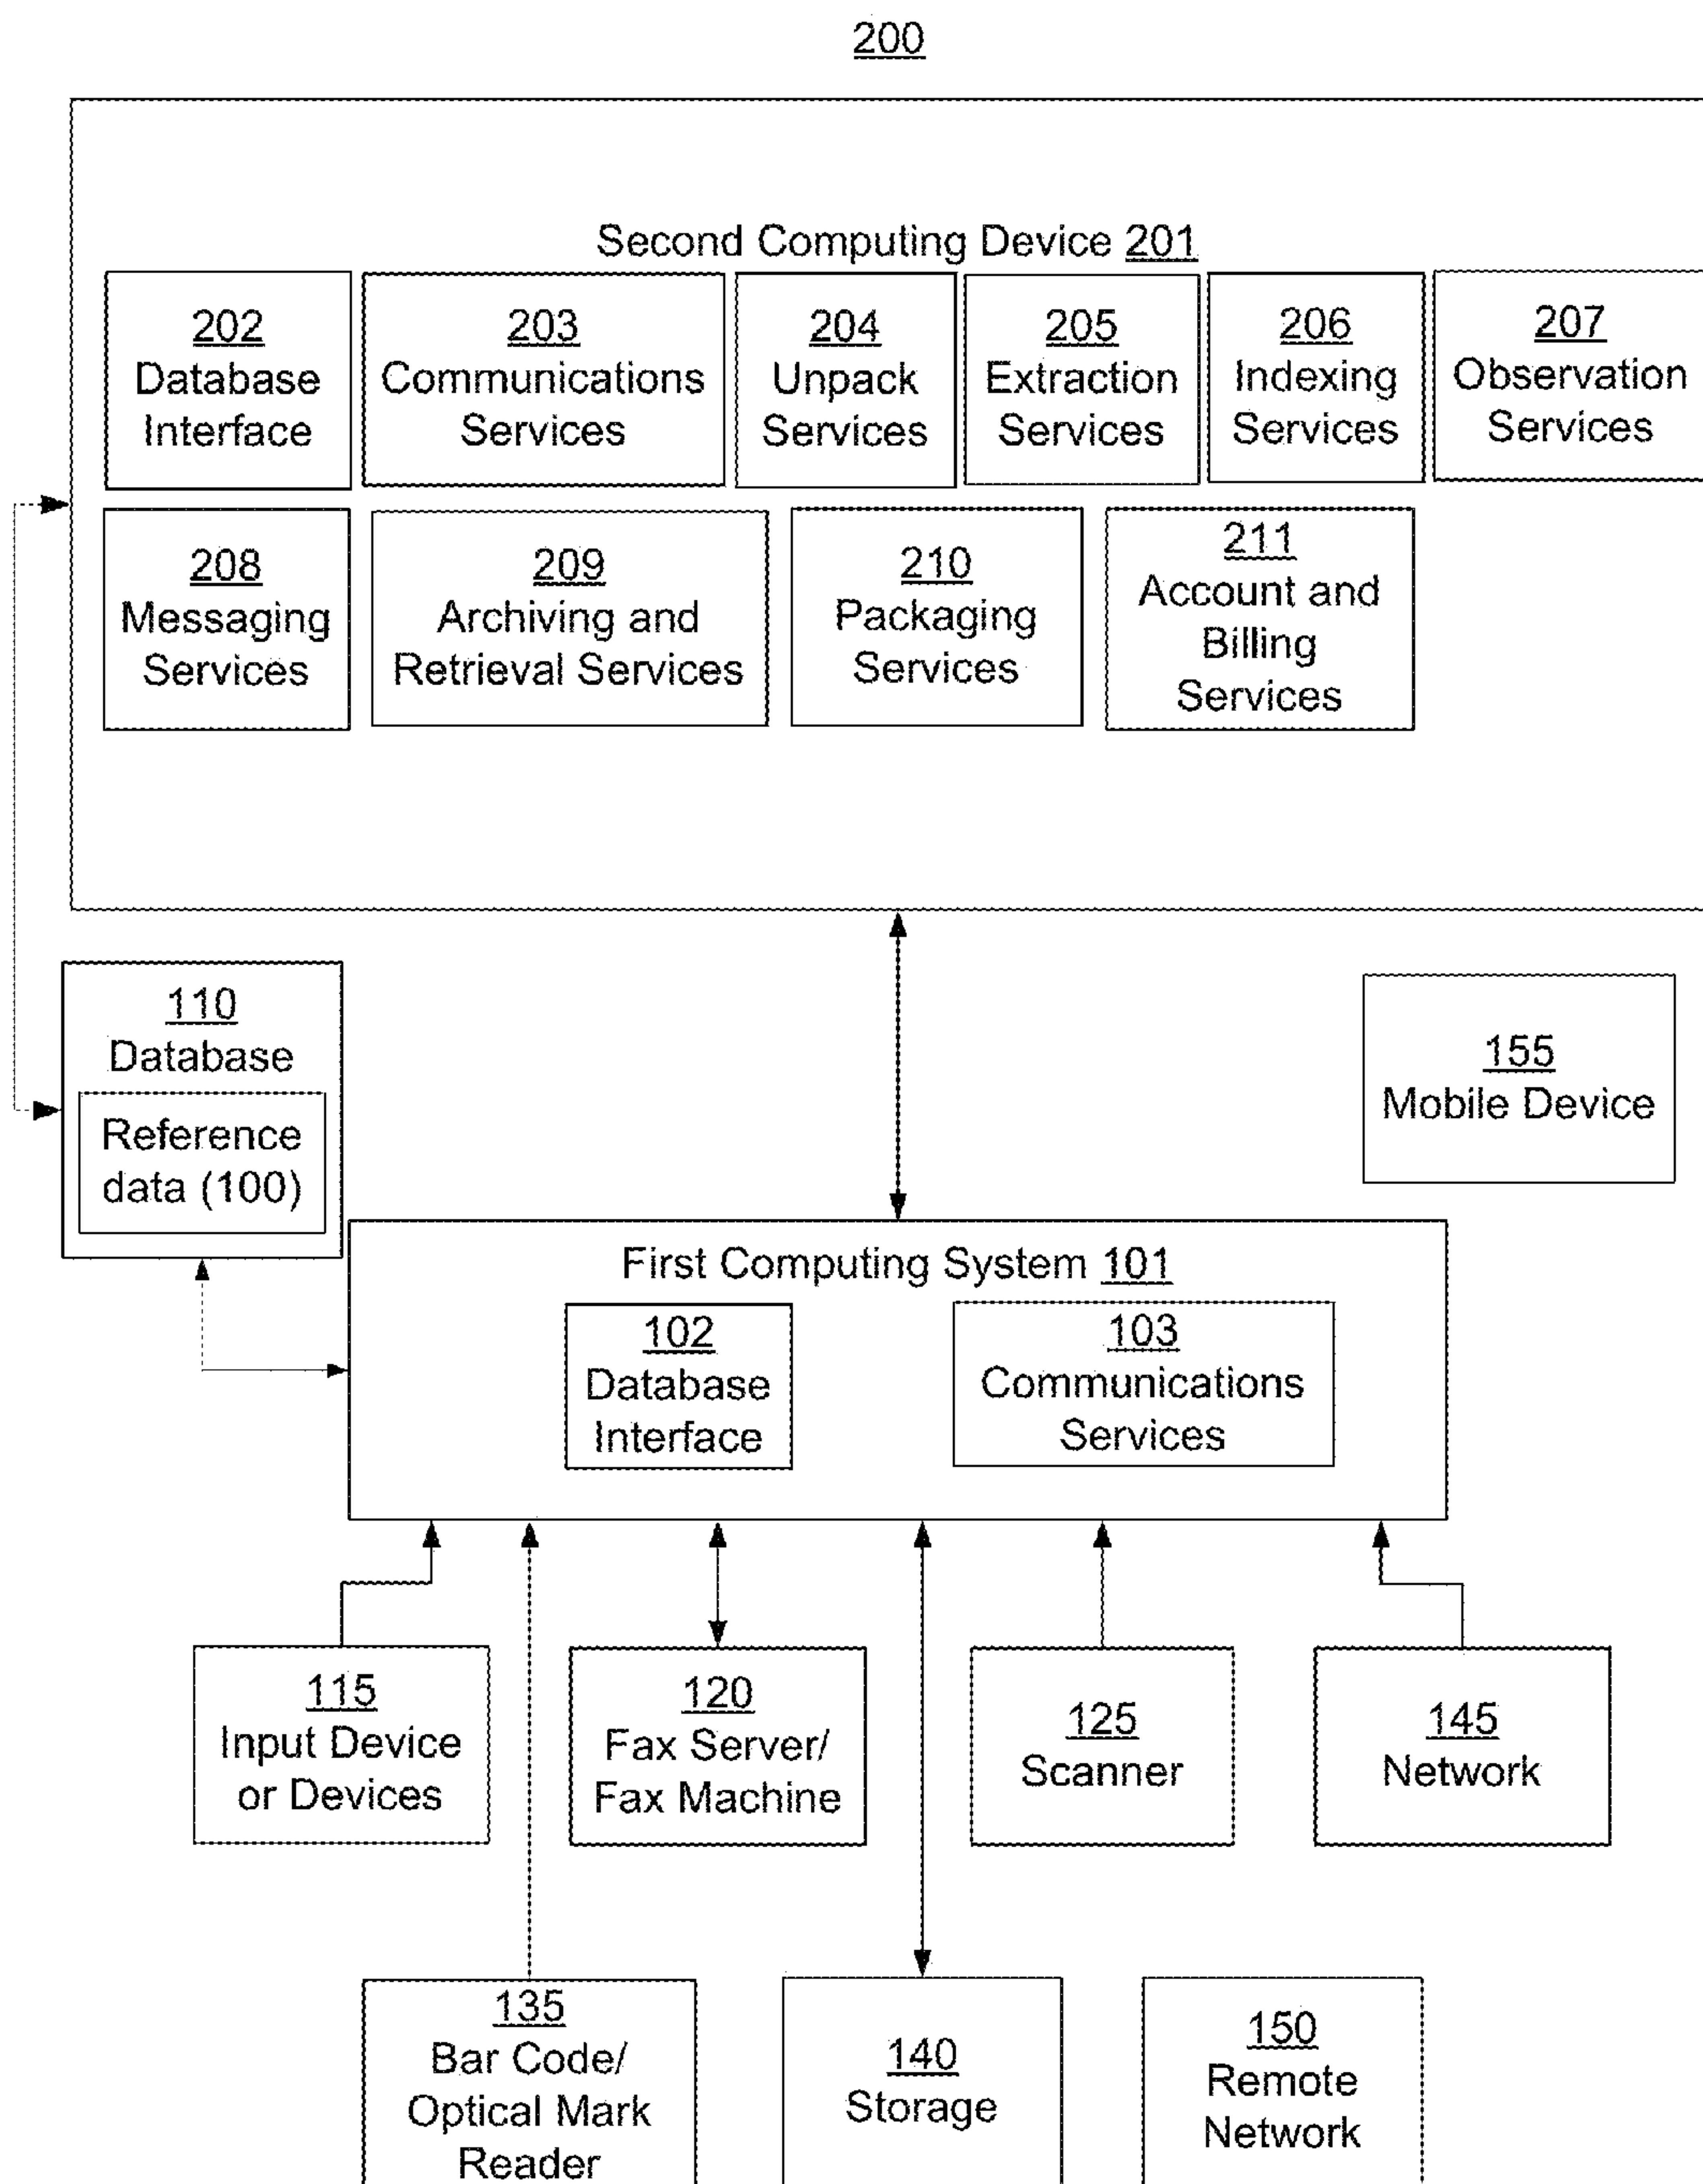 200
Second Computing Device 201
202
Database
Interface
203
Communications
Services
204
Unpack
Services
205
Extraction
Services
206
Indexing
Services
207
Observation
Services
208
Messaging
Services
209
Archiving and
Retrieval Services
210
Packaging
Services
211
Account and
Billing
Services
110
Database
Reference
data (100)
155
Mobile Device
First Computing System 101
102
Database
Interface
103
Communications
Services
115
Input Device
or Devices
120
Fax Server/
Fax Machine
125
Scanner
145
Network
135
Bar Code/
Optical Mark
Reader
140
Storage
150
Remote
Network